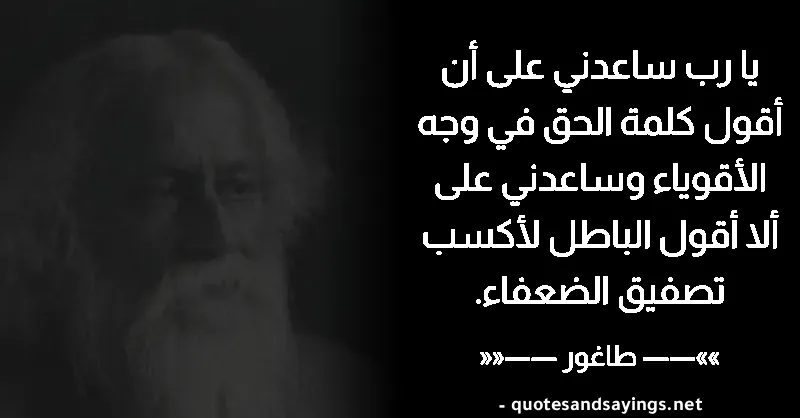 يا رب ساعدني على أن
أقول كلمة الحق في وجه
الأقوياء وساعدني على
ألا أقول الباطل لأكسب
تصفيق الضعفاء.
»»—— طاغور ——««
- quotesandsayings.net